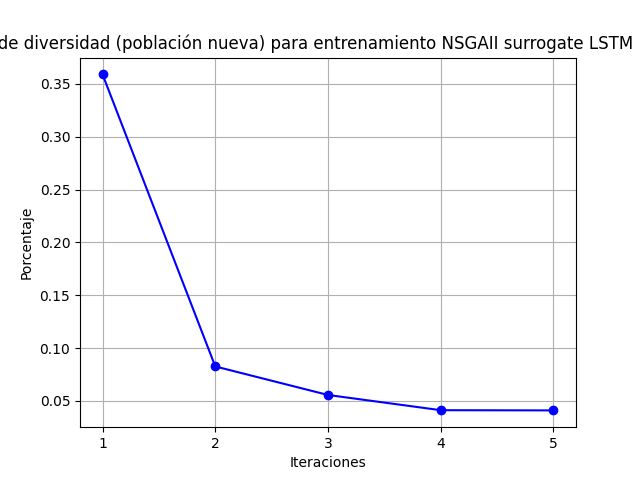 de diversidad (población nueva) para entrenamiento NSGAII surrogate LSTM
0.35
0.30
0.25
0.20
0.15
0.10
0.05
Porcentaje
1 2 3 4 5
Iteraciones